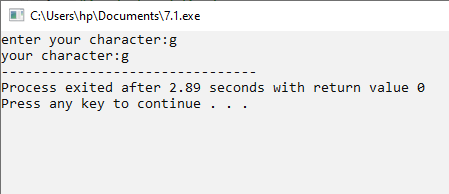 C:\Users\hp\Documents\7.1.exe
enter your character:g
your character:g
--------------------------------
Process exited after 2.89 seconds with return value 0
Press any key to continue . . .